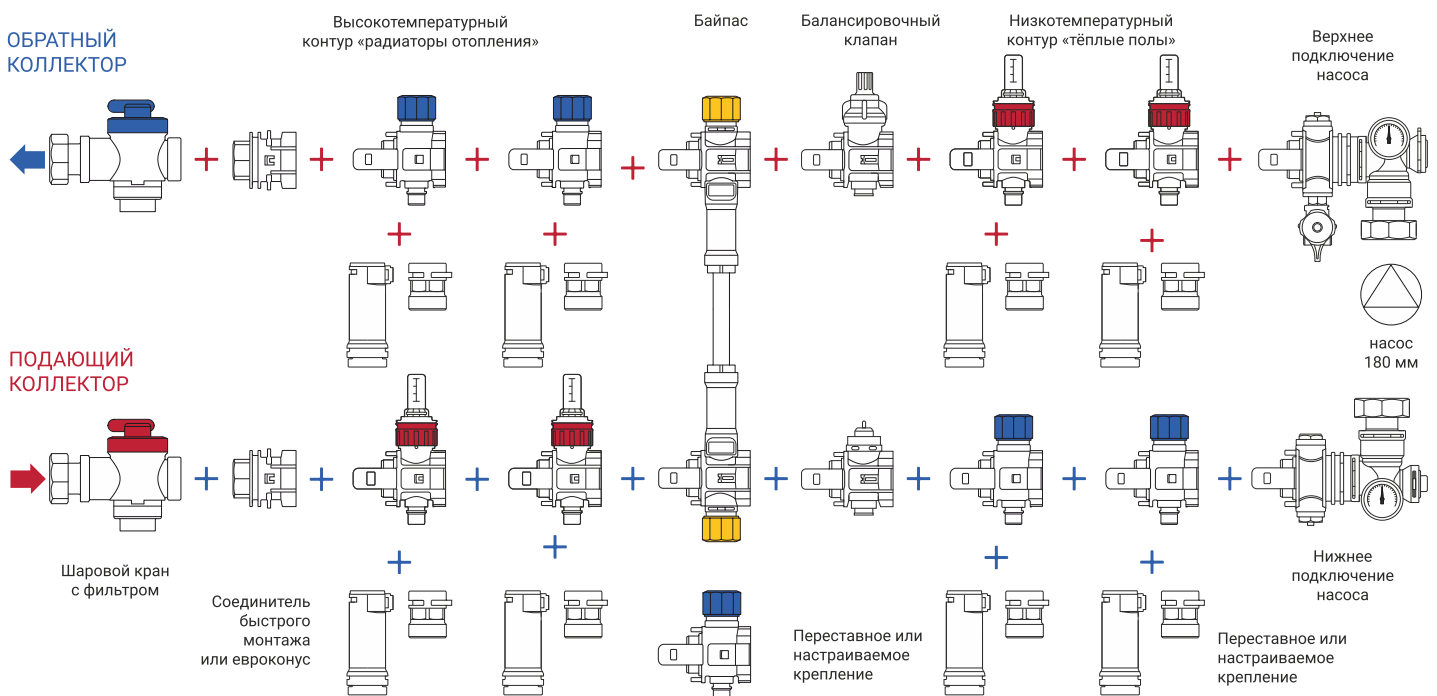 ОБРАТНЫЙ
КОЛЛЕКТОР
Высокотемпературный
контур «радиаторы отопления»
Байпас
Балансировочный
клапан
Низкотемпературный
контур «тёплые полы»
Верхнее
подключение
насоса
насос
180 мм
ПОДАЮЩИЙ
КОЛЛЕКТОР
Шаровой кран
с фильтром
Соединитель
быстрого
монтажа
или евроконус
Переставное или
настраиваемое
крепление
Нижнее
подключение
насоса
Переставное или
настраиваемое
крепление